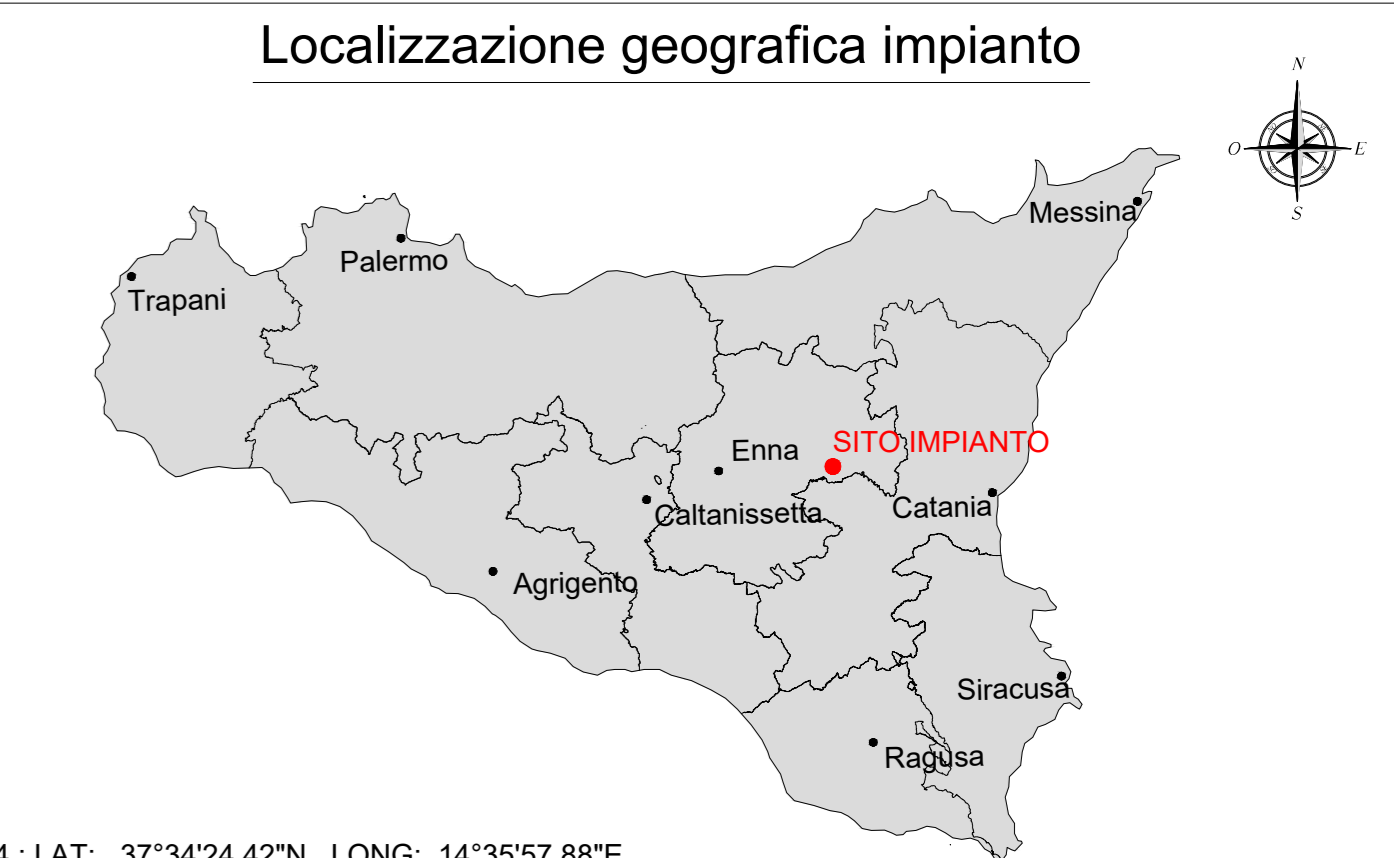 Localizzazione geografica impianto
N
O E
S
Messina
Palermo
Trapani
SITO IMPIANTO
Enna
Catania
Caltanissetta
Agrigento
Siracusa
Ragusa
4 : LAT: 37°34'24.42"N LONG: 14°35'57.88"E